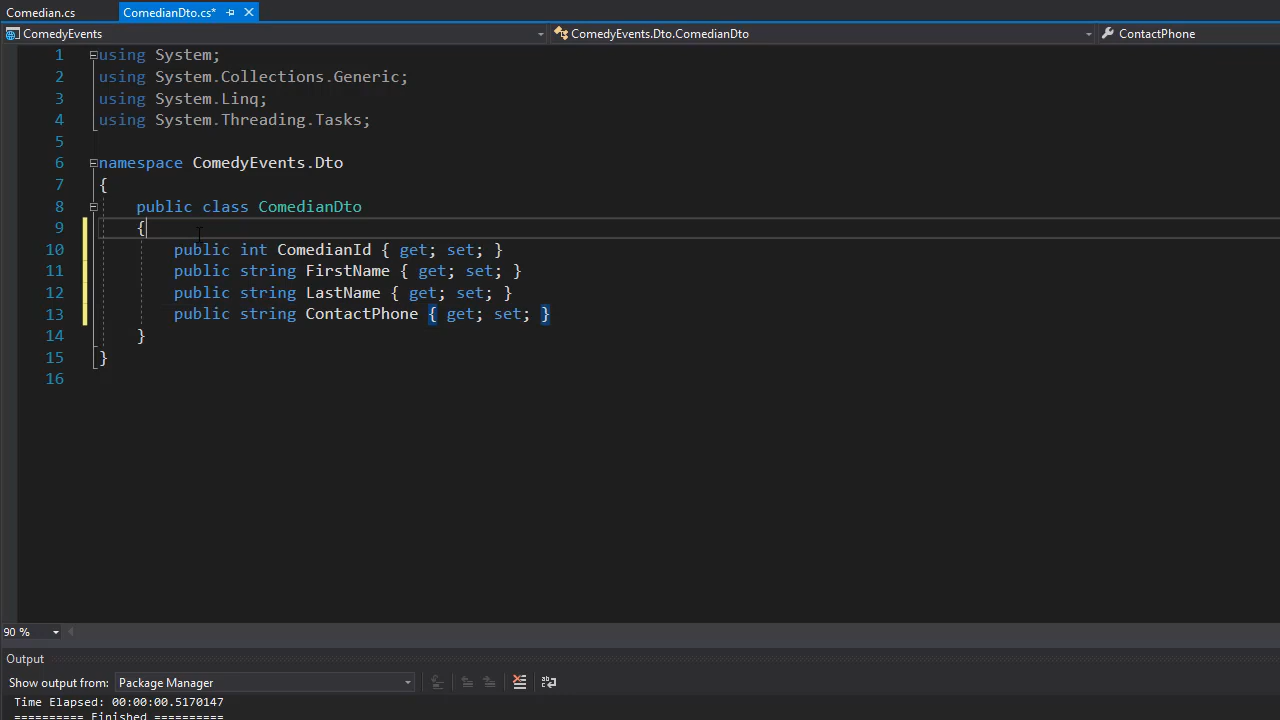 Comedian.cs ComedianDto.cs*
ComedyEvents ComedyEvents.Dto.ComedianDto ContactPhone
1 using System;
2 using System.Collections.Generic;
3 using System.Linq;
4 using System.Threading.Tasks;
5
6 namespace ComedyEvents.Dto
7 {
8 public class ComedianDto
9 {
10 public int ComedianId { get; set; }
11 public string FirstName { get; set; }
12 public string LastName { get; set; }
13 public string ContactPhone { get; set; }
14 }
15 }
16
90 %
Output
Show output from: Package Manager
Time Elapsed: 00:00:00.5170147
========== Finished ==========